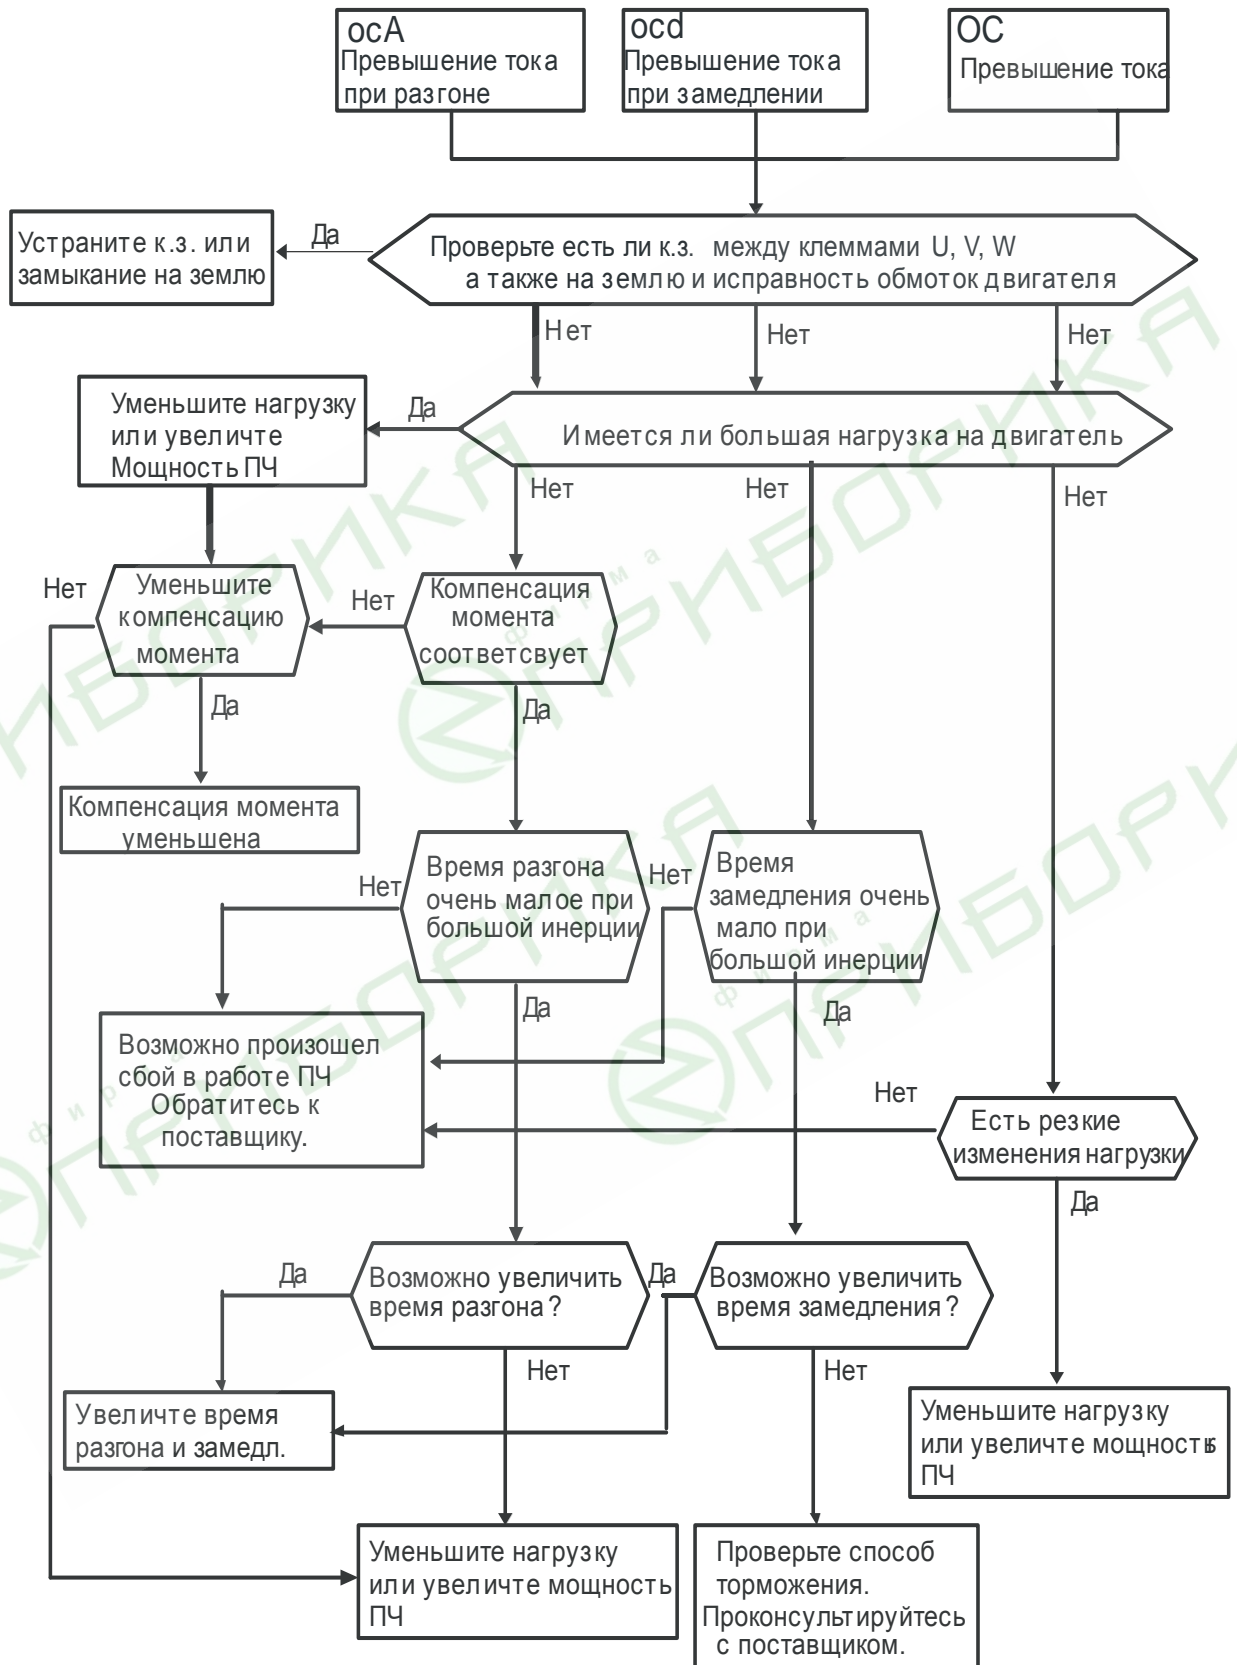 ocA
Превышение тока
при разгоне
ocd
Превышение тока
при замедлении
OC
Превышение тока
Устраните к.з. или
замыкание на землю
Да
Проверьте есть ли к.з. между клеммами U, V, W
а также на землю и исправность обмоток двигателя
Нет
Нет
Нет
Уменьшите нагрузку
или увеличте
Мощность ПЧ
Да
Имеется ли большая нагрузка на двигатель
Нет
Нет
Нет
Нет
Уменьшите
компенсацию
момента
Нет
Компенсация
момента
соответсвует
Да
Да
Компенсация момента
уменьшена
Нет
Время разгона
очень малое при
большой инерции
Нет
Время
замедления очень
мало при
большой инерции
Да
Да
Возможно произошел
сбой в работе ПЧ
Обратитесь к
поставщику.
Нет
Есть резкие
изменения нагрузки
Да
Да
Возможно увеличить
время разгона?
Да
Возможно увеличить
время замедления?
Нет
Нет
Увеличте время
разгона и замедл.
Уменьшите нагрузку
или увеличте мощность
ПЧ
Уменьшите нагрузку
или увеличте мощность
ПЧ
Проверьте способ
торможения.
Проконсультируйтесь
с поставщиком.
фирма
ПРИБОРИКА
фирма
ПРИБОРИКА
фирма
ПРИБОРИКА